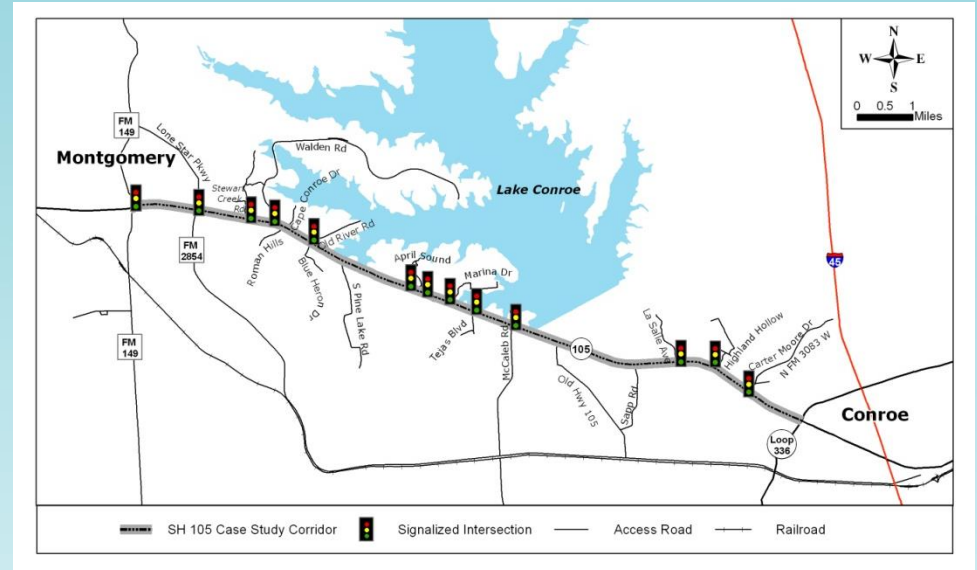 N
W E
S
0 0.5 1
Miles
FM
149
Lone Star Pkwy
Montgomery
Walden Rd
Stewart
Creek
Rd
Cape Conroe Dr
Lake Conroe
Old River Rd
FM
2854
Roman Hills
Blue Heron Dr
April Sound
Marina Dr
45
S Pine Lake Rd
Tejas Blvd
La Salle Ave
Highland Hollow
Carter Moore Dr
N FM 3083 W
FM
149
McCaleb Rd
105
Old Hwy 105
Sapp Rd
Conroe
Loop
336
SH 105 Case Study Corridor
Signalized Intersection
Access Road
Railroad